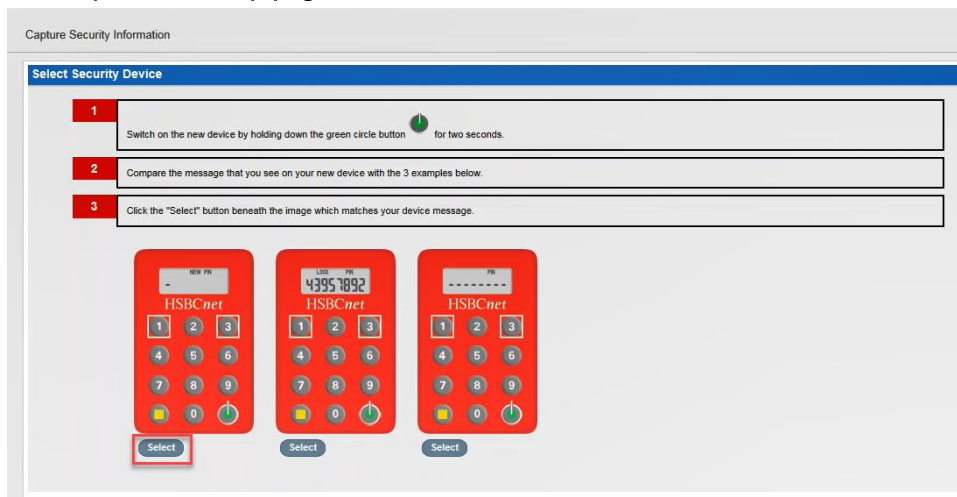 Capture Security Information
Select Security Device
1
Switch on the new device by holding down the green circle button for two seconds.
2
Compare the message that you see on your new device with the 3 examples below.
3
Click the "Select" button beneath the image which matches your device message.
NEW PIN
-
HSBCnet
1 2 3
4 5 6
7 8 9
0
Select
LOCK PIN
43957892
HSBCnet
1 2 3
4 5 6
7 8 9
0
Select
PIN
--------
HSBCnet
1 2 3
4 5 6
7 8 9
0
Select